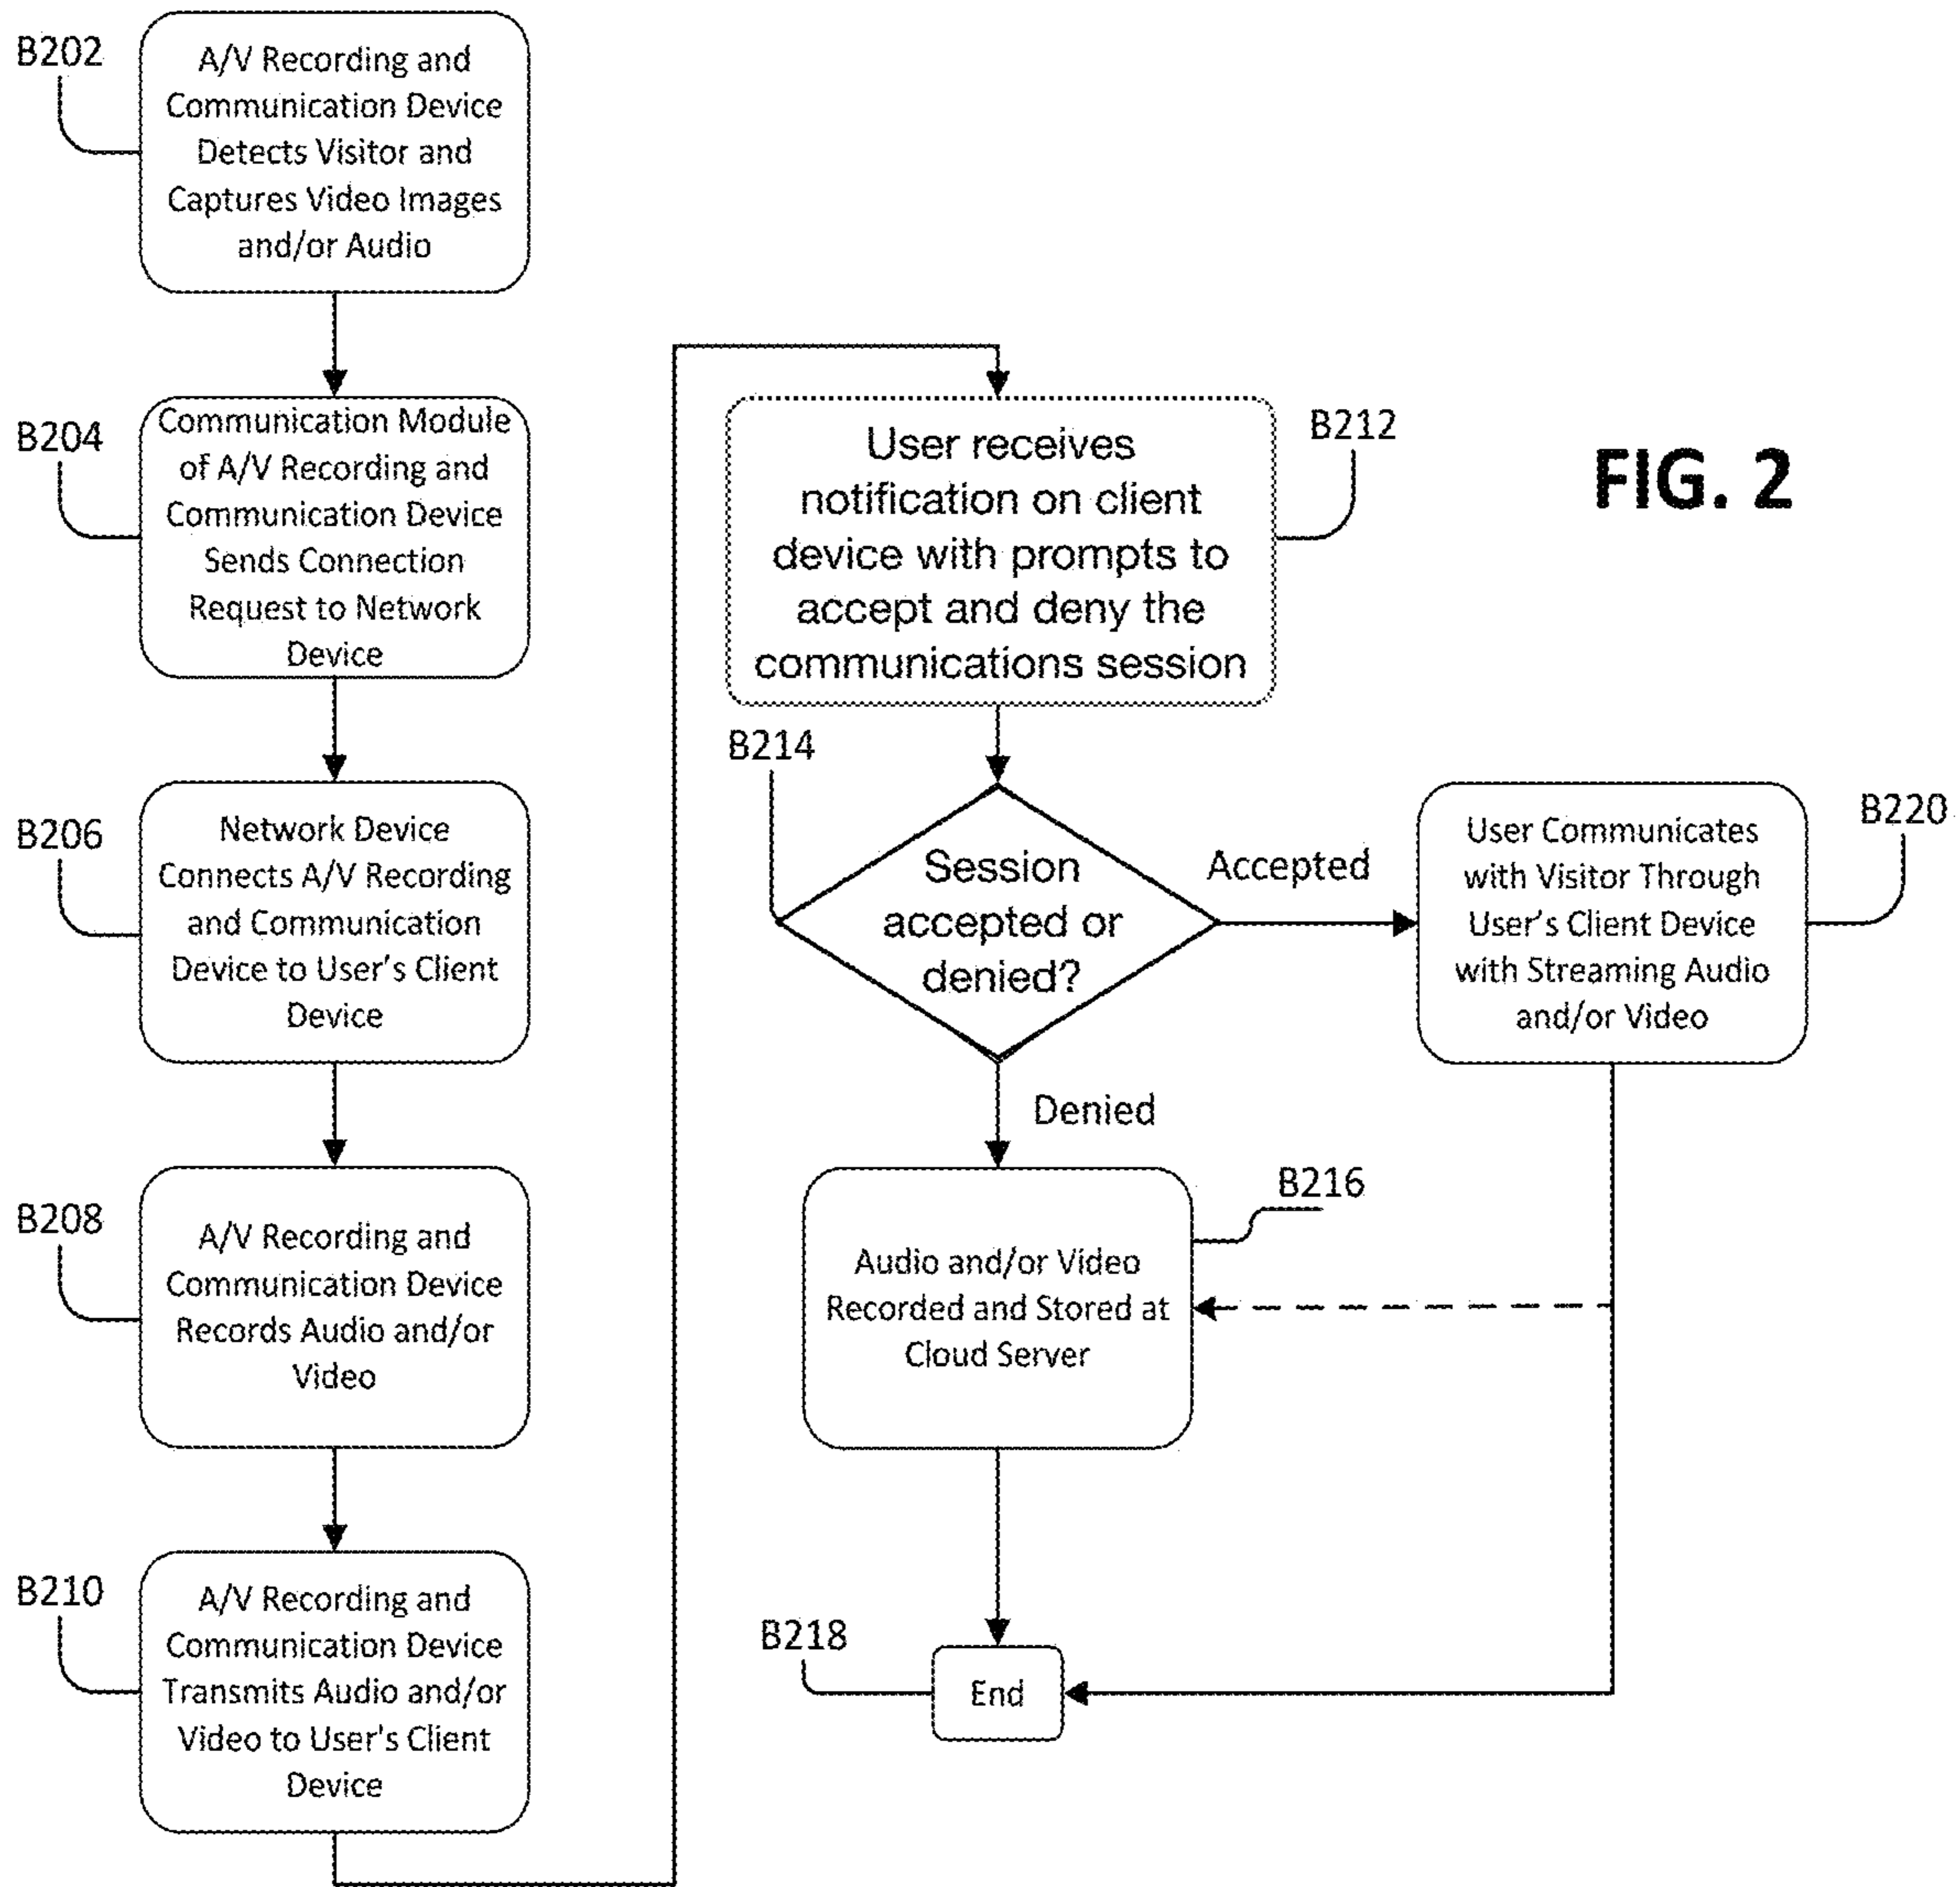 B202
A/V Recording and
Communication Device
Detects Visitor and
Captures Video Images
and/or Audio
B204
Communication Module
of A/V Recording and
Communication Device
Sends Connection
Request to Network
Device
B206
Network Device
Connects A/V Recording
and Communication
Device to User's Client
Device
B208
A/V Recording and
Communication Device
Records Audio and/or
Video
B210
A/V Recording and
Communication Device
Transmits Audio and/or
Video to User's Client
Device
B212
User receives
notification on client
device with prompts to
accept and deny the
communications session
FIG. 2
B214
Session
accepted or
denied?
Accepted
B220
User Communicates
with Visitor Through
User's Client Device
with Streaming Audio
and/or Video
Denied
B216
Audio and/or Video
Recorded and Stored at
Cloud Server
B218
End